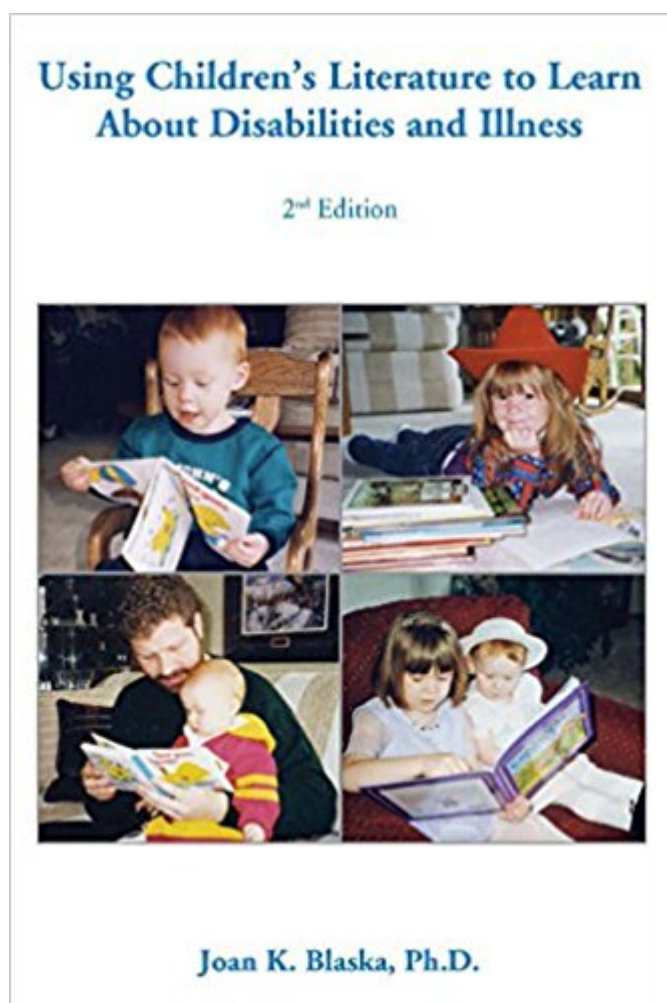 Using Children's Literature to Learn
About Disabilities and Illness
2nd Edition
Joan K. Blaska, Ph.D.